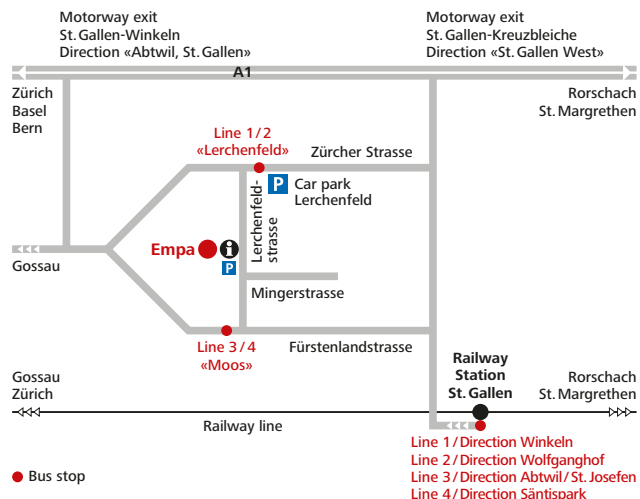 Motorway exit
St. Gallen-Winkeln
Direction «Abtwil, St. Gallen»
Motorway exit
St. Gallen-Kreuzbleiche
Direction «St. Gallen West»
A1
Zürich
Basel
Bern
Rorschach
St. Margrethen
Line 1/2
«Lerchenfeld»
Zürcher Strasse
P
Car park
Lerchenfeld
Lerchenfeld-
strasse
Empa
i
P
Gossau
Mingerstrasse
Line 3/4
«Moos»
Fürstenlandstrasse
Railway
Station
St. Gallen
Gossau
Zürich
Rorschach
St. Margrethen
Railway line
Line 1/Direction Winkeln
Line 2/Direction Wolfganghof
Line 3/Direction Abtwil/St. Josefen
Line 4/Direction Säntispark
Bus stop